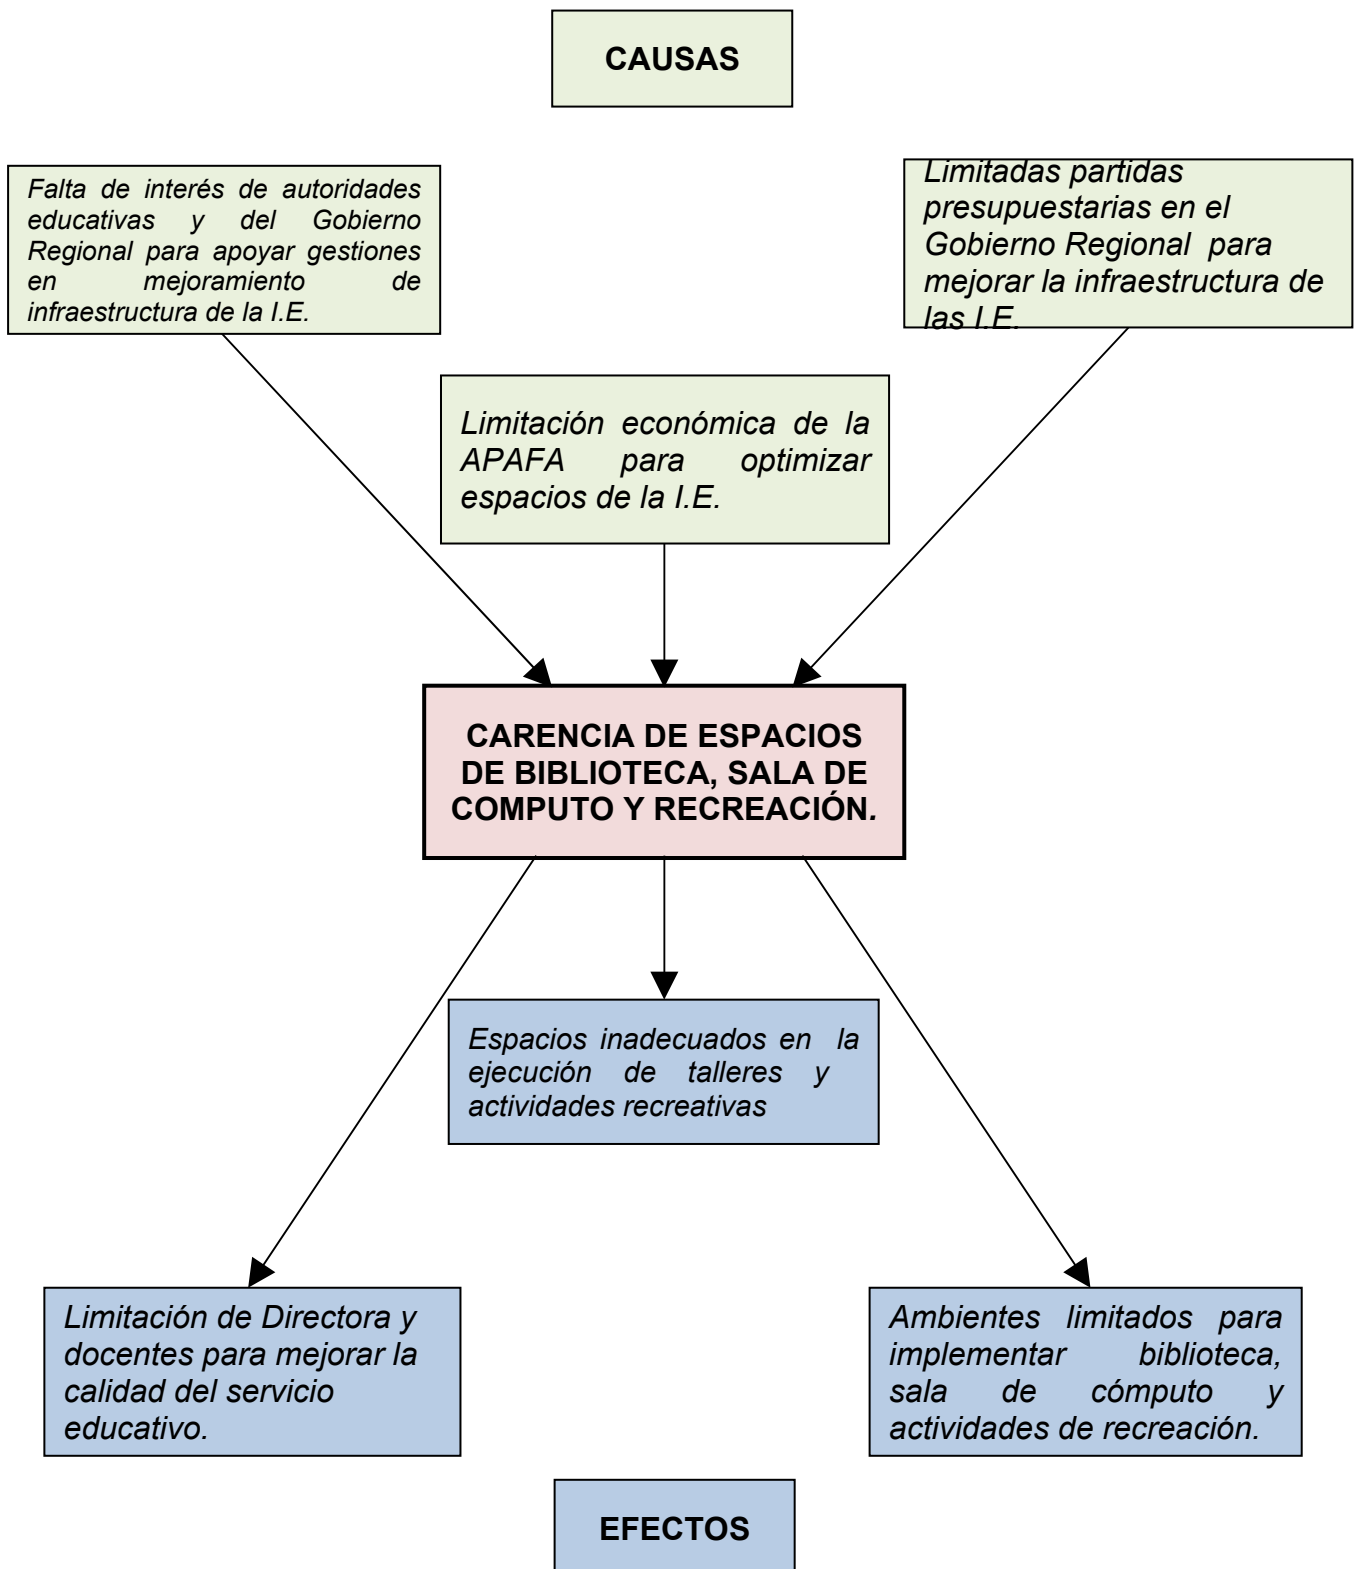 CAUSAS
Falta de interés de autoridades
educativas y del Gobierno
Regional para apoyar gestiones
en mejoramiento de
infraestructura de la I.E.
Limitadas partidas
presupuestarias en el
Gobierno Regional para
mejorar la infraestructura de
las I.E.
Limitación económica de la
APAFA para optimizar
espacios de la I.E.
CARENCIA DE ESPACIOS
DE BIBLIOTECA, SALA DE
COMPUTO Y RECREACIÓN.
Espacios inadecuados en la
ejecución de talleres y
actividades recreativas
Limitación de Directora y
docentes para mejorar la
calidad del servicio
educativo.
Ambientes limitados para
implementar biblioteca,
sala de cómputo y
actividades de recreación.
EFECTOS